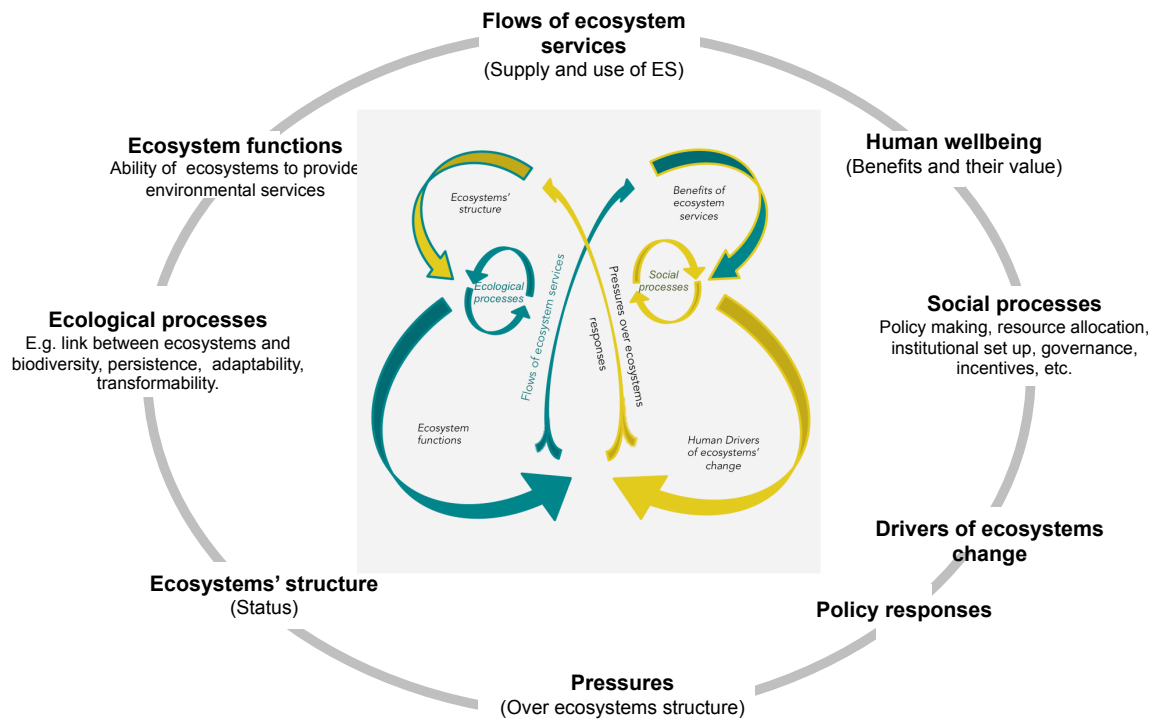 Flows of ecosystem
services
(Supply and use of ES)
Ecosystem functions
Ability of ecosystems to provide
environmental services
Human wellbeing
(Benefits and their value)
Ecosystems'
structure
Benefits of
ecosystem
services
Ecological
processes
Social
processes
Flows of ecosystem services
Pressures over ecosystems
responses
Ecological processes
E.g. link between ecosystems and
biodiversity, persistence, adaptability,
transformability.
Social processes
Policy making, resource allocation,
institutional set up, governance,
incentives, etc.
Ecosystem
functions
Human Drivers
of ecosystems'
change
Drivers of ecosystems
change
Ecosystems’ structure
(Status)
Policy responses
Pressures
(Over ecosystems structure)